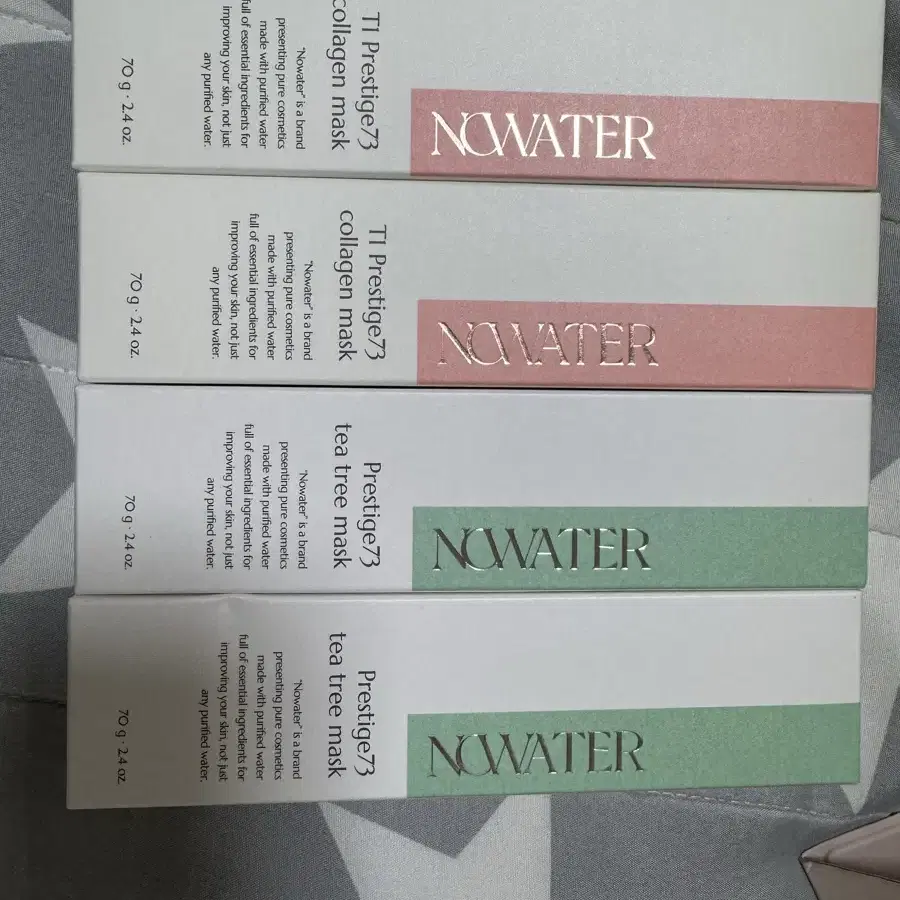 TI Prestige73
collagen mask
"Nowater" is a brand
presenting pure cosmetics
made with purified water
full of essential ingredients for
improving your skin, not just
any purified water.
70 g · 2.4 oz.
NOWATER
TI Prestige73
collagen mask
"Nowater" is a brand
presenting pure cosmetics
made with purified water
full of essential ingredients for
improving your skin, not just
any purified water.
70 g · 2.4 oz.
NOWATER
Prestige73
tea tree mask
"Nowater" is a brand
presenting pure cosmetics
made with purified water
full of essential ingredients for
improving your skin, not just
any purified water.
70 g · 2.4 oz.
NOWATER
Prestige73
tea tree mask
"Nowater" is a brand
presenting pure cosmetics
made with purified water
full of essential ingredients for
improving your skin, not just
any purified water.
70 g · 2.4 oz.
NOWATER